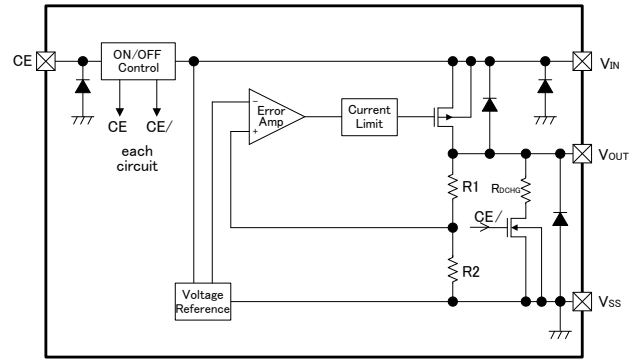 CE
ON/OFF
Control
VIN
CE
CE/
each
circuit
−
Error
Amp
+
Current
Limit
VOUT
R1
RDCHG
CE/
R2
Voltage
Reference
VSS